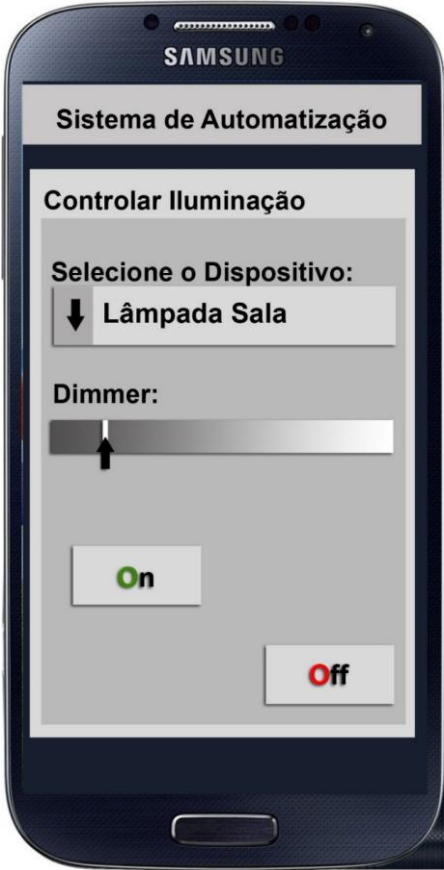 SAMSUNG
Sistema de Automatização
Controlar Iluminação
Selecione o Dispositivo:
Lâmpada Sala
Dimmer:
On
Off